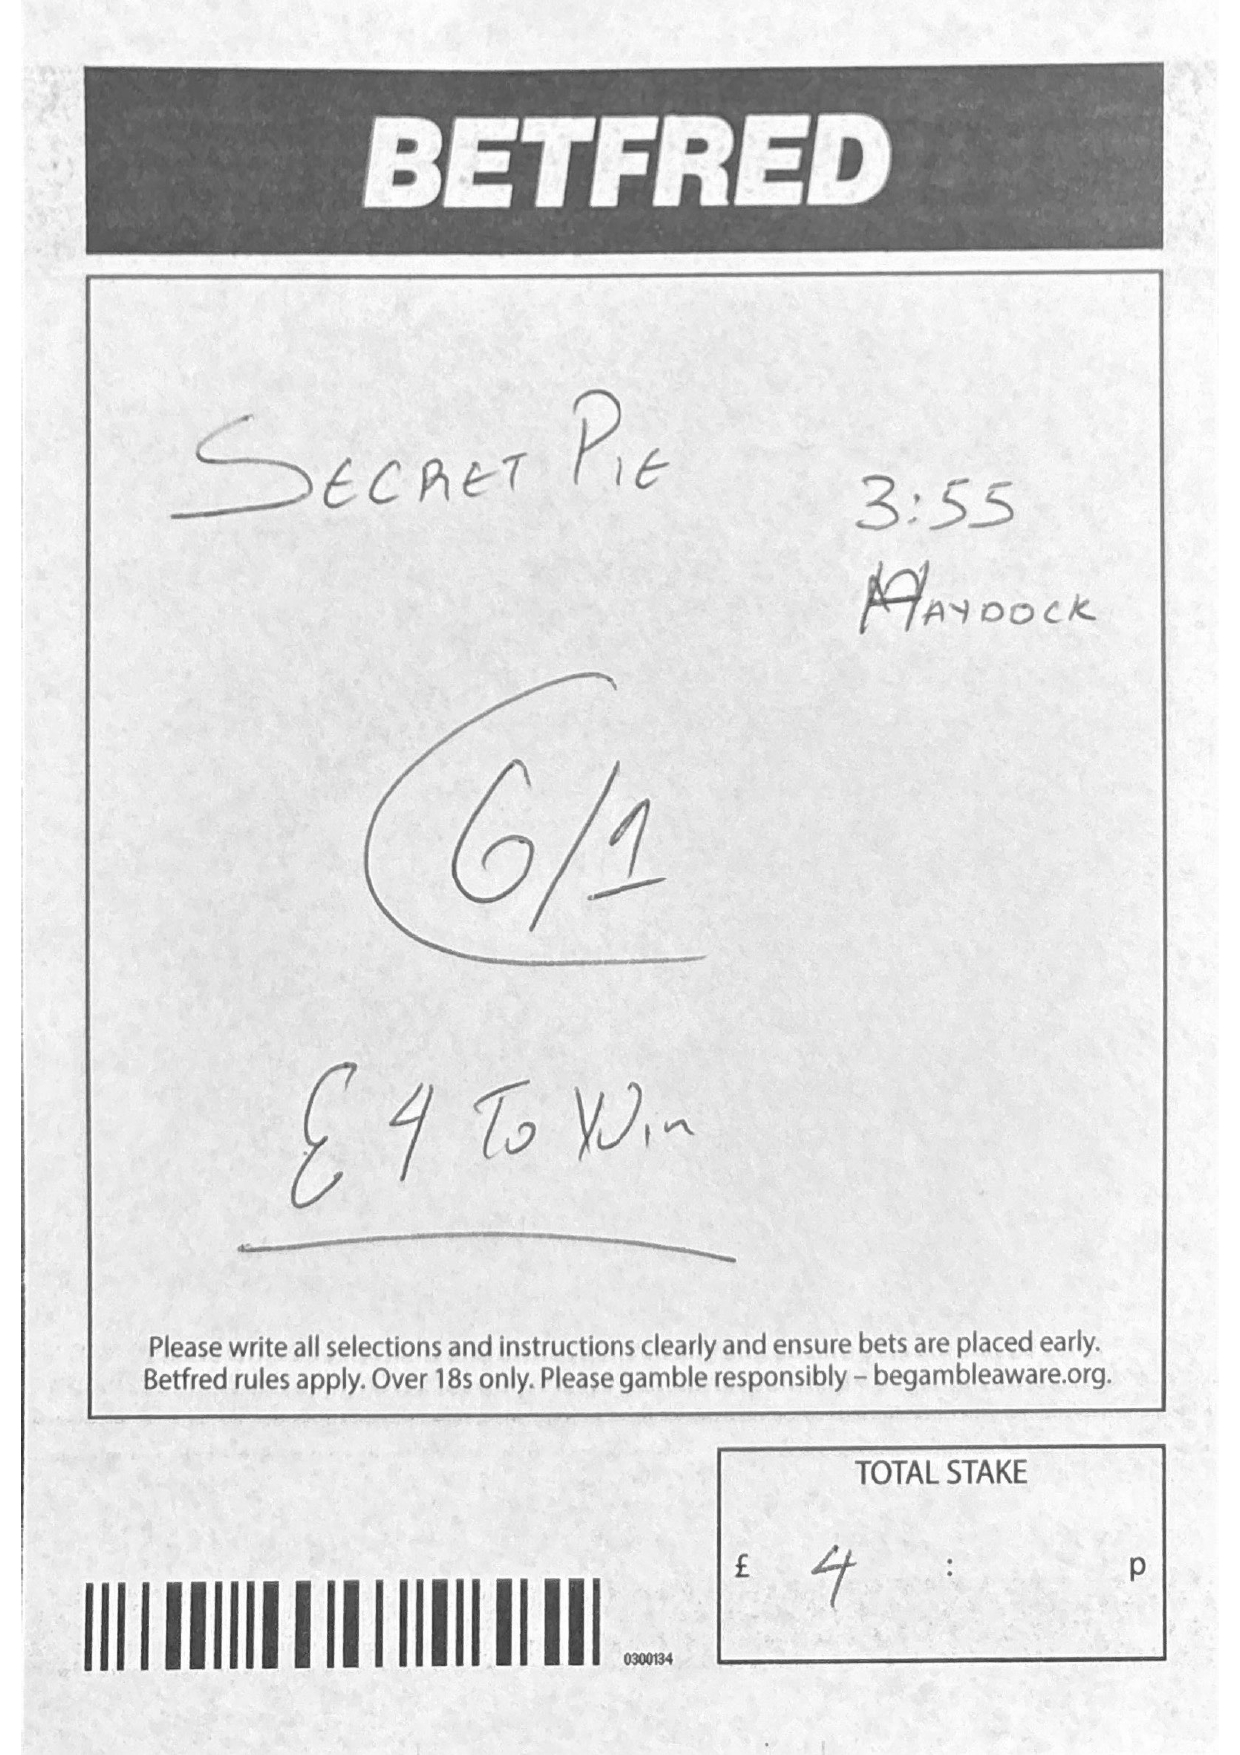 BETFRED
SECRET PIE
3:55
HAYDOCK
6/1
£4 To Win
Please write all selections and instructions clearly and ensure bets are placed early.
Betfred rules apply. Over 18s only. Please gamble responsibly – begambleaware.org.
TOTAL STAKE
£ 4 : p
0300134